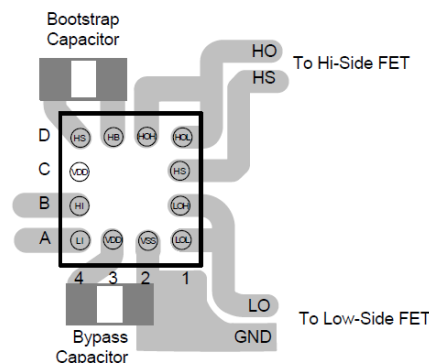 Bootstrap
Capacitor
HO
To Hi-Side FET
HS
D HS HB HOH HOL
C VDD HS
B HI LOH
A LI VDD VSS LOL
4 3 2 1
LO
To Low-Side FET
GND
Bypass
Capacitor